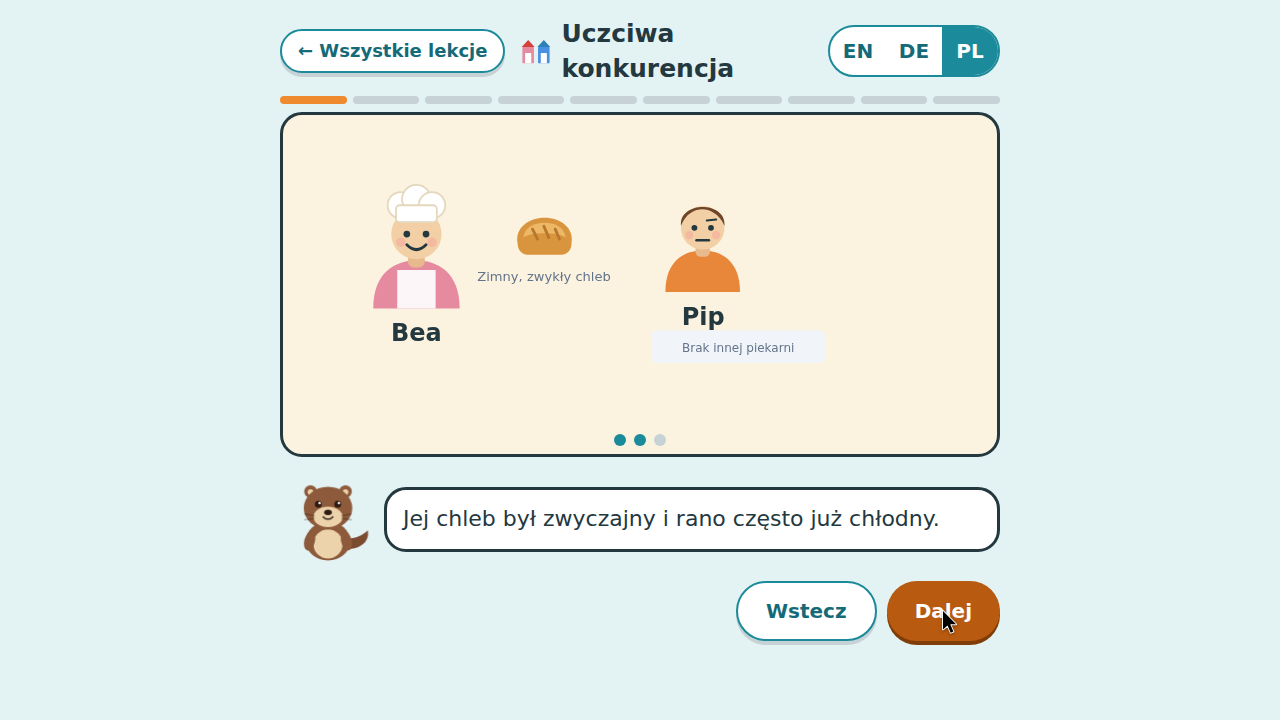 ← Wszystkie lekcje
Uczciwa
konkurencja
EN DE PL
Zimny, zwykły chleb
Bea
Pip
Brak innej piekarni
Jej chleb był zwyczajny i rano często już chłodny.
Wstecz
Dalej